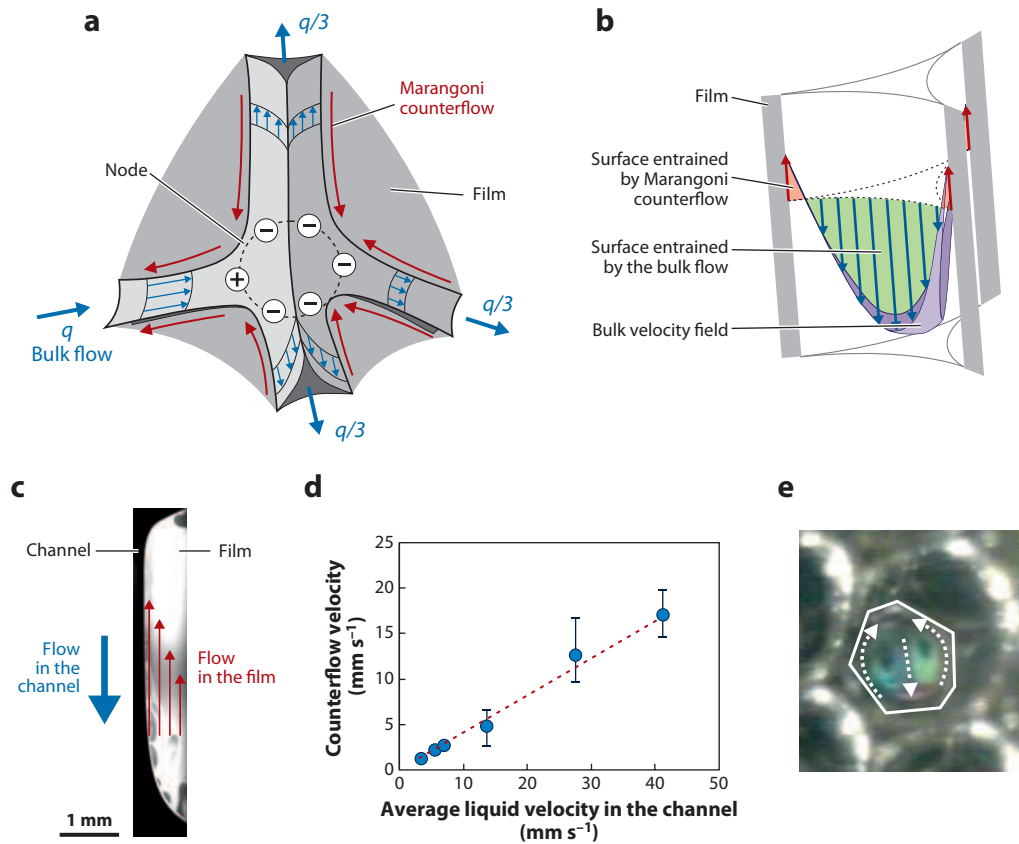 a
q/3
Marangoni
counterflow
Node
Film
+
−
−
−
−
−
−
q
Bulk flow
q/3
q/3
b
Film
Surface entrained
by Marangoni
counterflow
Surface entrained
by the bulk flow
Bulk velocity field
c
Channel
Film
Flow
in the
channel
Flow
in the film
1 mm
d
Counterflow velocity
(mm s⁻¹)
25
20
15
10
5
0
0
10
20
30
40
50
Average liquid velocity in the channel
(mm s⁻¹)
e